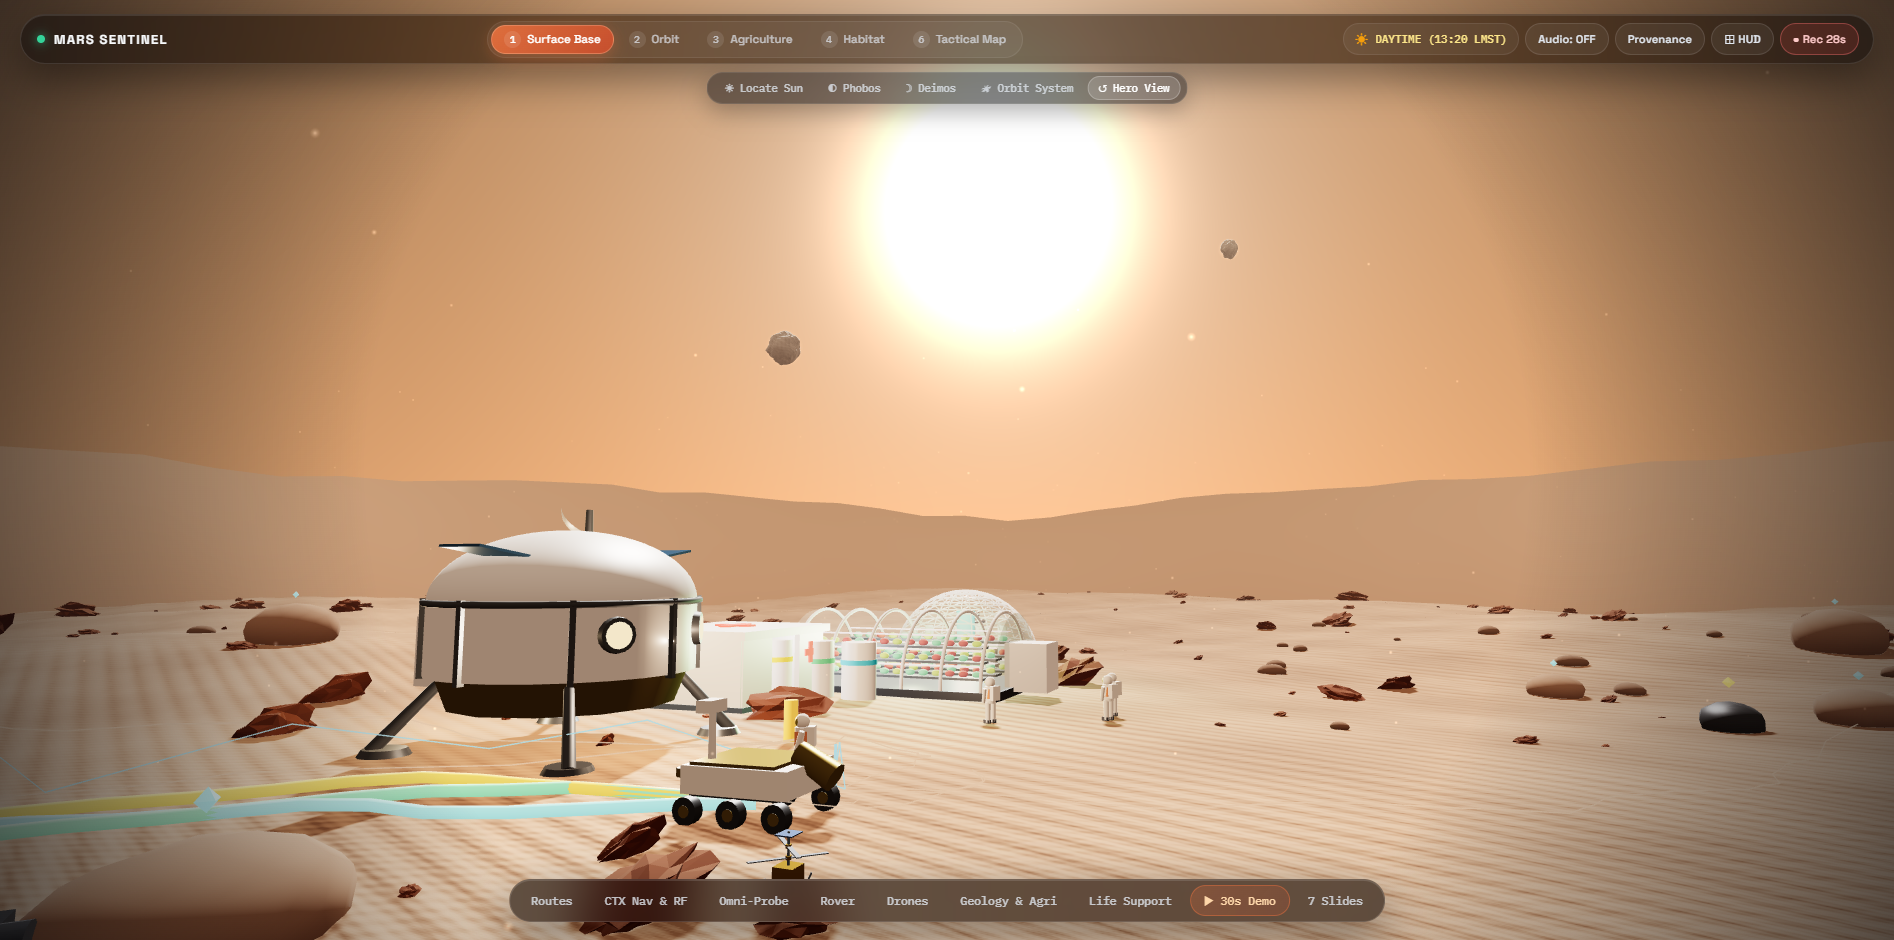 MARS SENTINEL
1 Surface Base
2 Orbit
3 Agriculture
4 Habitat
6 Tactical Map
DAYTIME (13:20 LMST)
Audio: OFF
Provenance
HUD
Rec 28s
Locate Sun
Phobos
Deimos
Orbit System
Hero View
Routes
CTX Nav & RF
Omni-Probe
Rover
Drones
Geology & Agri
Life Support
30s Demo
7 Slides